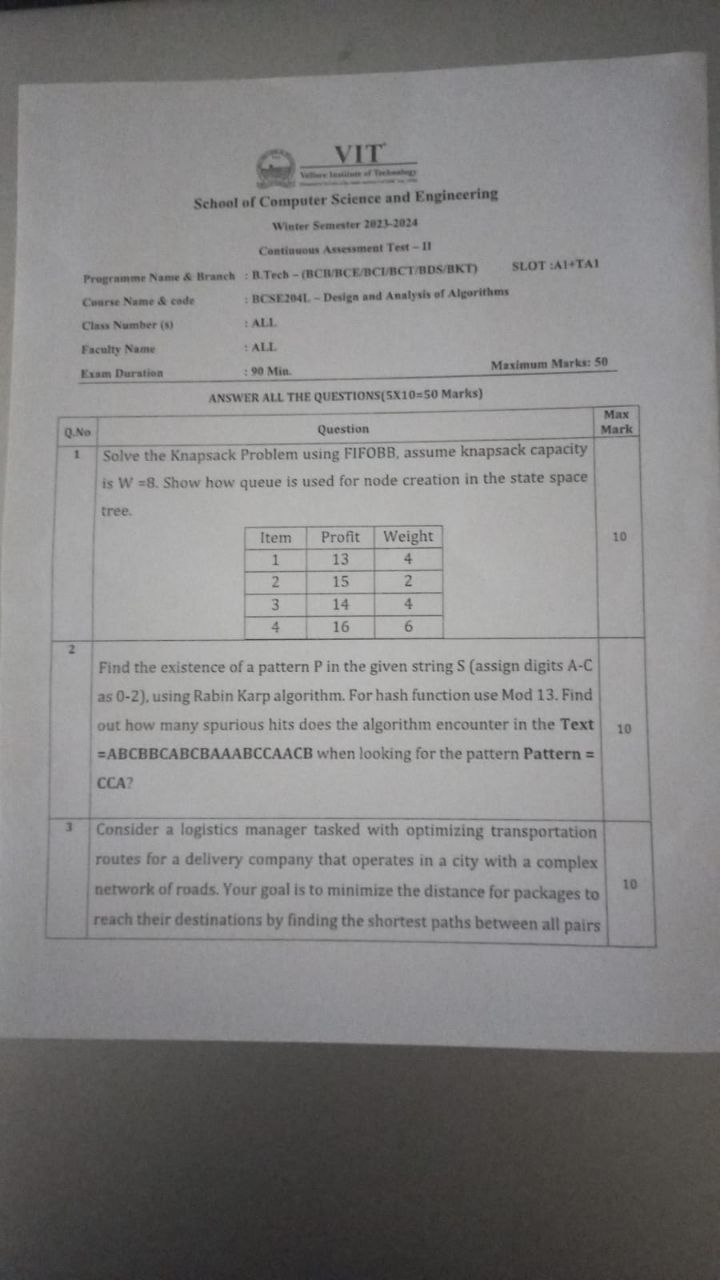 VIT
Vellore Institute of Technology
School of Computer Science and Engineering
Winter Semester 2023-2024
Continuous Assessment Test – II
Programme Name & Branch : B.Tech – (BCB/BCE/BCI/BCT/BDS/BKT) SLOT :A1+TA1
Course Name & code : BCSE204L – Design and Analysis of Algorithms
Class Number (s) : ALL
Faculty Name : ALL
Exam Duration : 90 Min. Maximum Marks: 50
ANSWER ALL THE QUESTIONS(5X10=50 Marks)
Q.No Question Max Mark
1 Solve the Knapsack Problem using FIFOBB, assume knapsack capacity
is W =8. Show how queue is used for node creation in the state space
tree.
Item Profit Weight 10
1 13 4
2 15 2
3 14 4
4 16 6
2
Find the existence of a pattern P in the given string S (assign digits A-C
as 0-2), using Rabin Karp algorithm. For hash function use Mod 13. Find
out how many spurious hits does the algorithm encounter in the Text 10
=ABCBBCABCBAAABCCAACB when looking for the pattern Pattern =
CCA?
3 Consider a logistics manager tasked with optimizing transportation
routes for a delivery company that operates in a city with a complex
network of roads. Your goal is to minimize the distance for packages to 10
reach their destinations by finding the shortest paths between all pairs